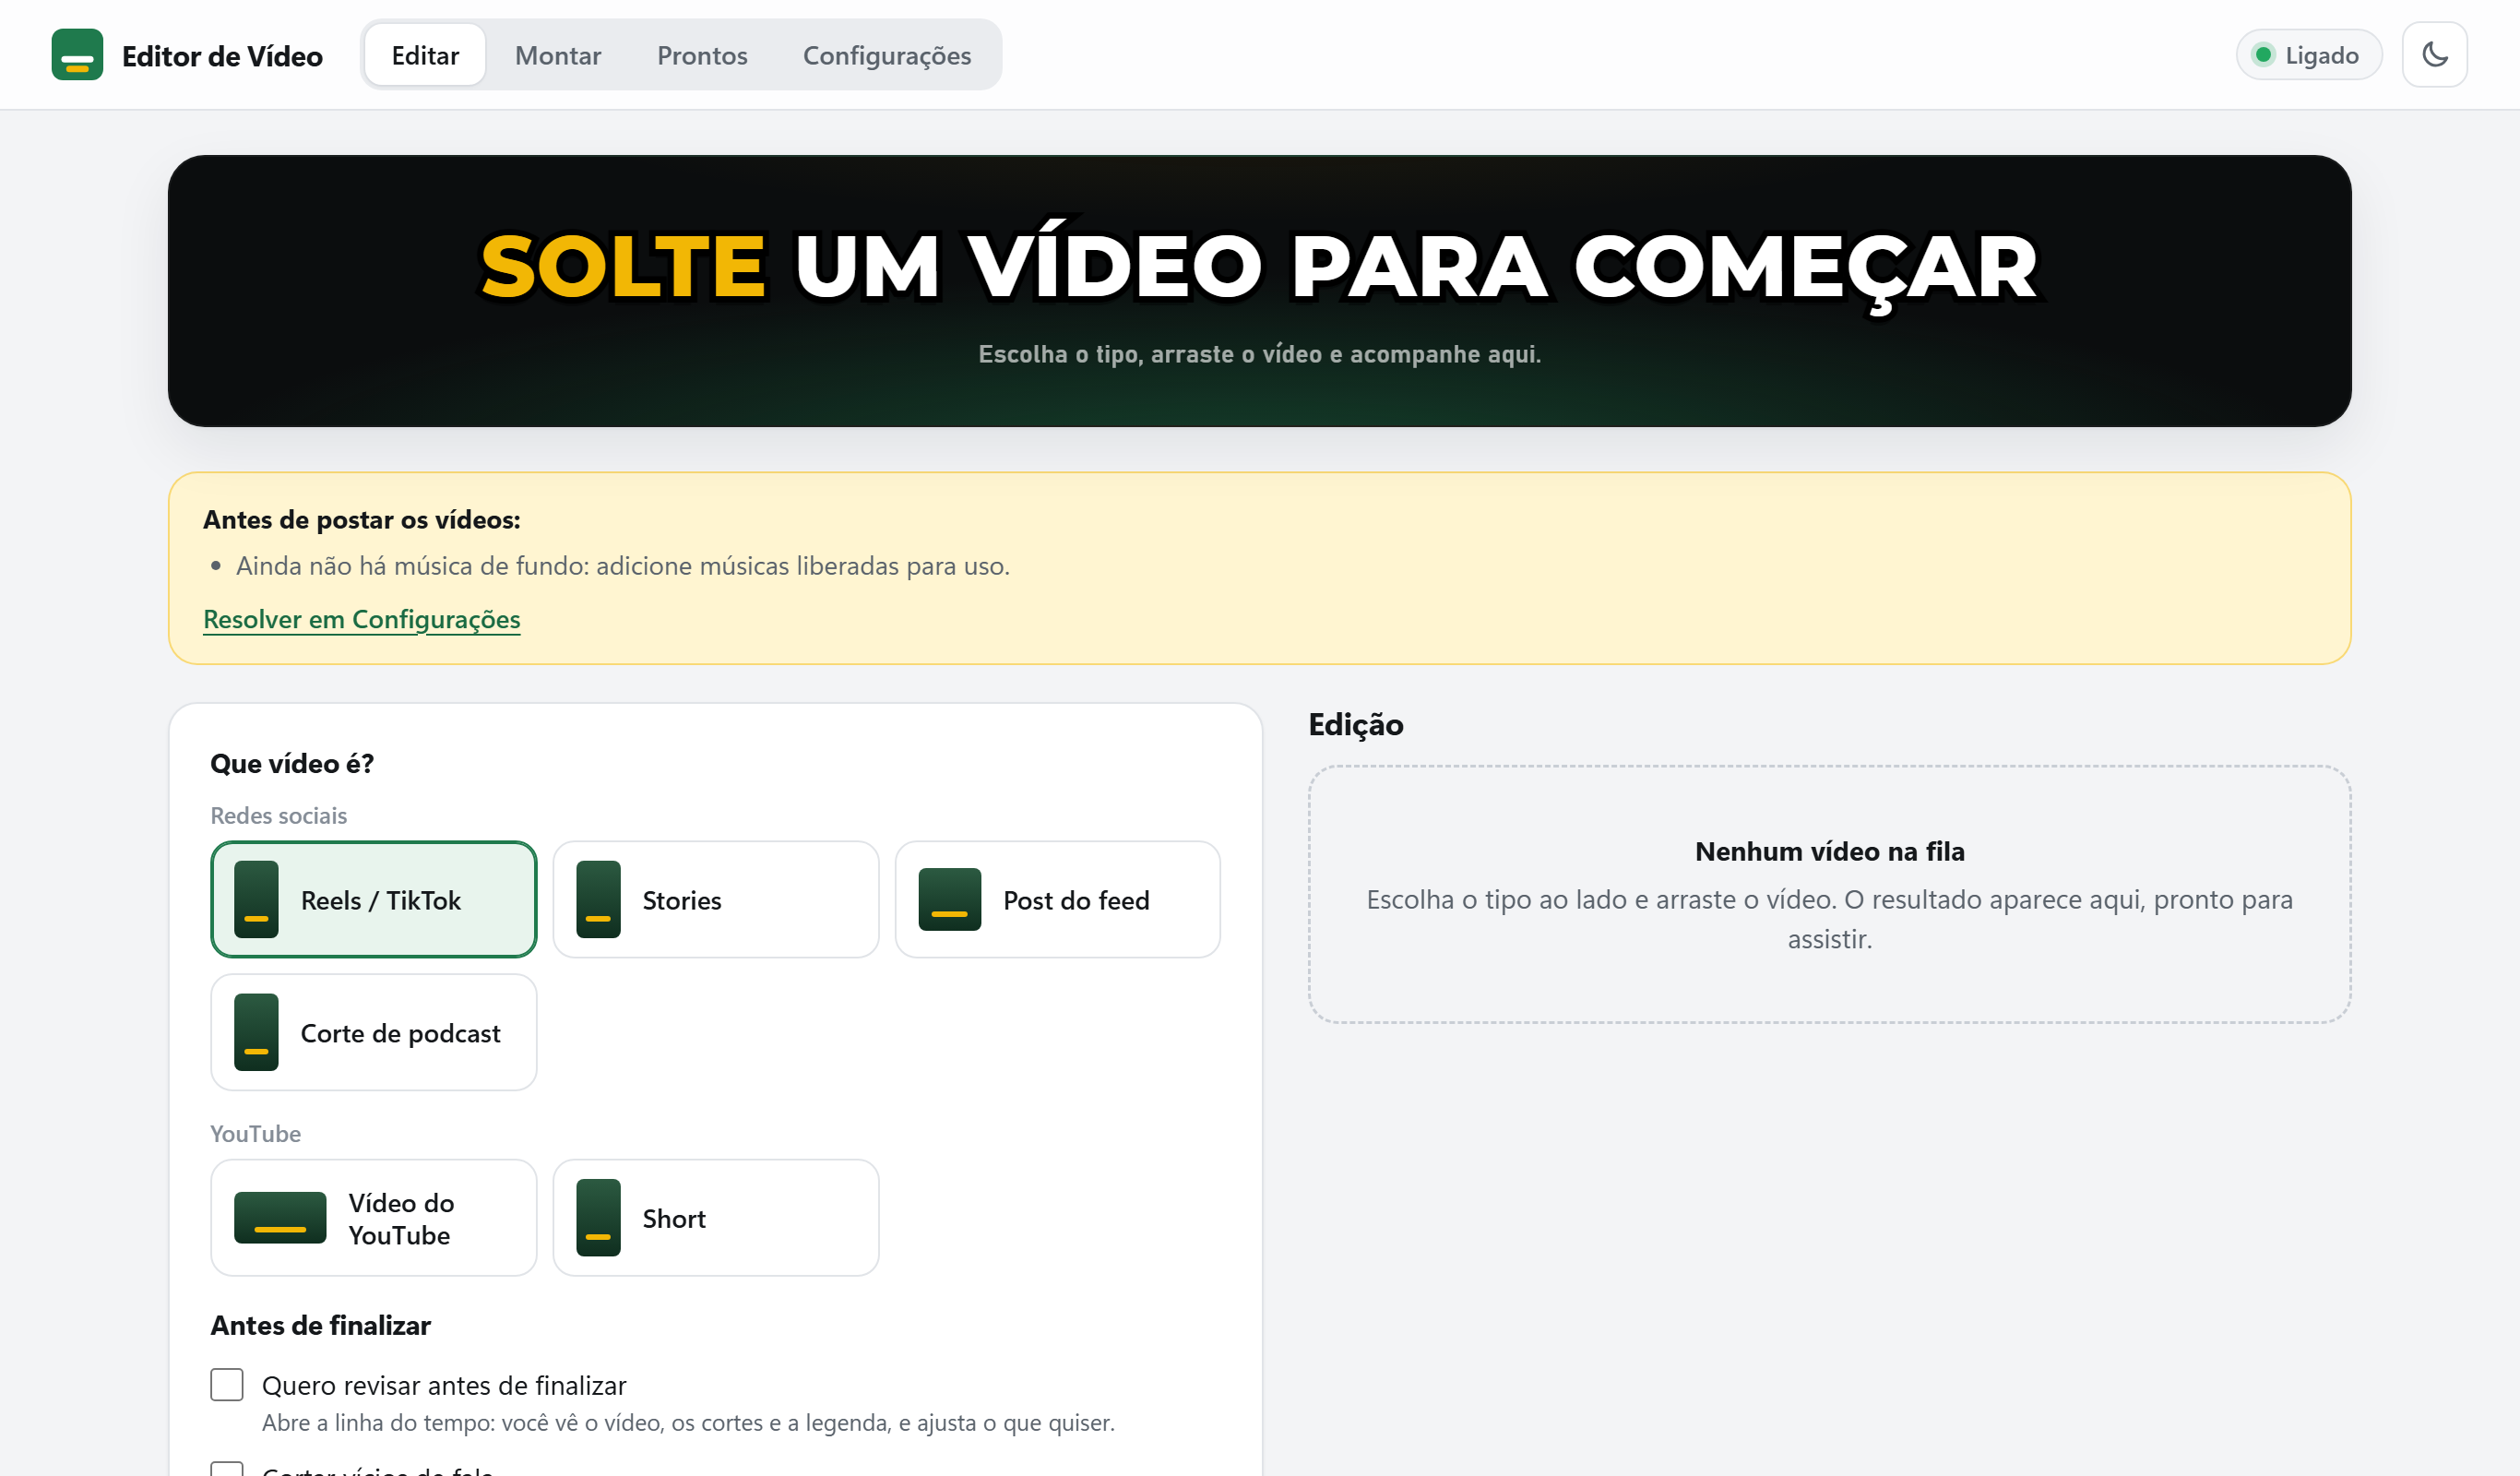 Editor de Vídeo
Editar
Montar
Prontos
Configurações
Ligado
SOLTE UM VÍDEO PARA COMEÇAR
Escolha o tipo, arraste o vídeo e acompanhe aqui.
Antes de postar os vídeos:
• Ainda não há música de fundo: adicione músicas liberadas para uso.
Resolver em Configurações
Que vídeo é?
Redes sociais
Reels / TikTok
Stories
Post do feed
Corte de podcast
YouTube
Vídeo do
YouTube
Short
Antes de finalizar
Quero revisar antes de finalizar
Abre a linha do tempo: você vê o vídeo, os cortes e a legenda, e ajusta o que quiser.
Cortar vícios de fala
Edição
Nenhum vídeo na fila
Escolha o tipo ao lado e arraste o vídeo. O resultado aparece aqui, pronto para
assistir.